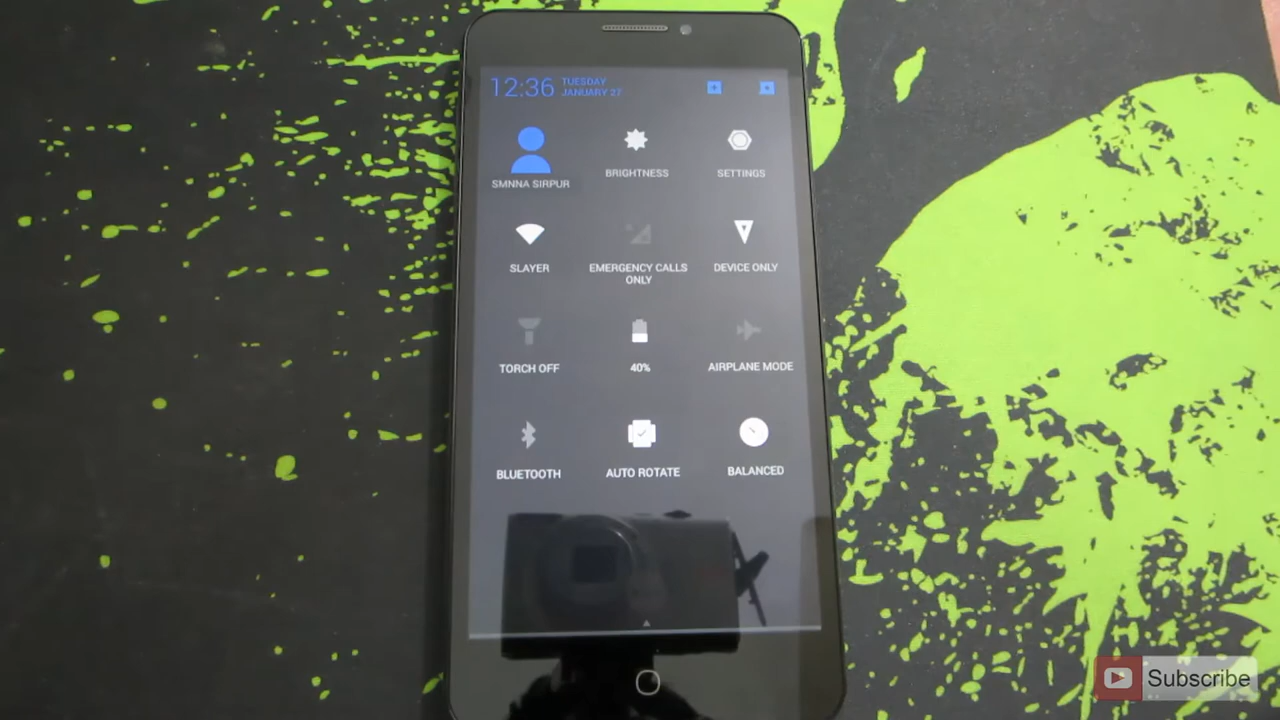 12:36 TUESDAY
JANUARY 27
SMNNA SIRPUR
BRIGHTNESS
SETTINGS
SLAYER
EMERGENCY CALLS
ONLY
DEVICE ONLY
TORCH OFF
40%
AIRPLANE MODE
BLUETOOTH
AUTO ROTATE
BALANCED
Subscribe